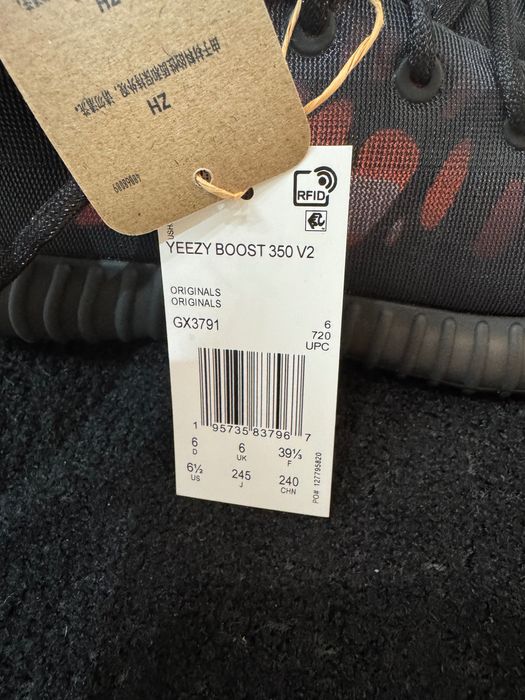 ZH
RFID
YEEZY BOOST 350 V2
ORIGINALS
ORIGINALS
GX3791
6
720
UPC
1 95735 83796 7
6 6 39⅓
D UK F
6½ 245 240
US J CHN
PO# 127795820